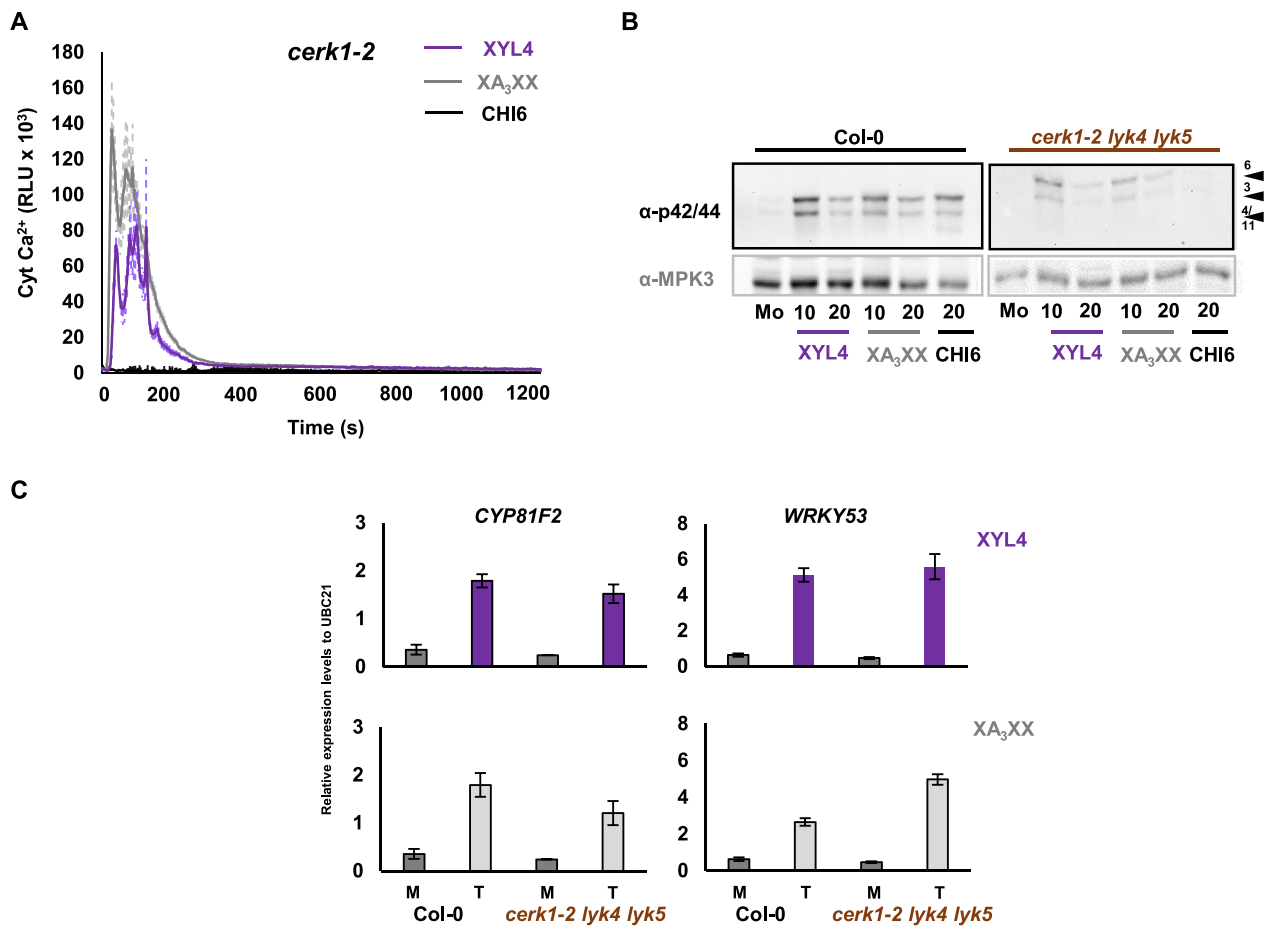 A
cerk1-2
XYL4
XA₃XX
CHI6
Cyt Ca²⁺ (RLU x 10³)
180
160
140
120
100
80
60
40
20
0
0 200 400 600 800 1000 1200
Time (s)
B
Col-0 cerk1-2 lyk4 lyk5
α-p42/44
6
3
4/
11
α-MPK3
Mo 10 20 10 20 20 Mo 10 20 10 20 20
XYL4 XA₃XX CHI6 XYL4 XA₃XX CHI6
C
Relative expression levels to UBC21
CYP81F2
3
2
1
0
WRKY53
8
6
4
2
0
XYL4
3
2
1
0
8
6
4
2
0
XA₃XX
M T M T M T M T
Col-0 cerk1-2 lyk4 lyk5 Col-0 cerk1-2 lyk4 lyk5